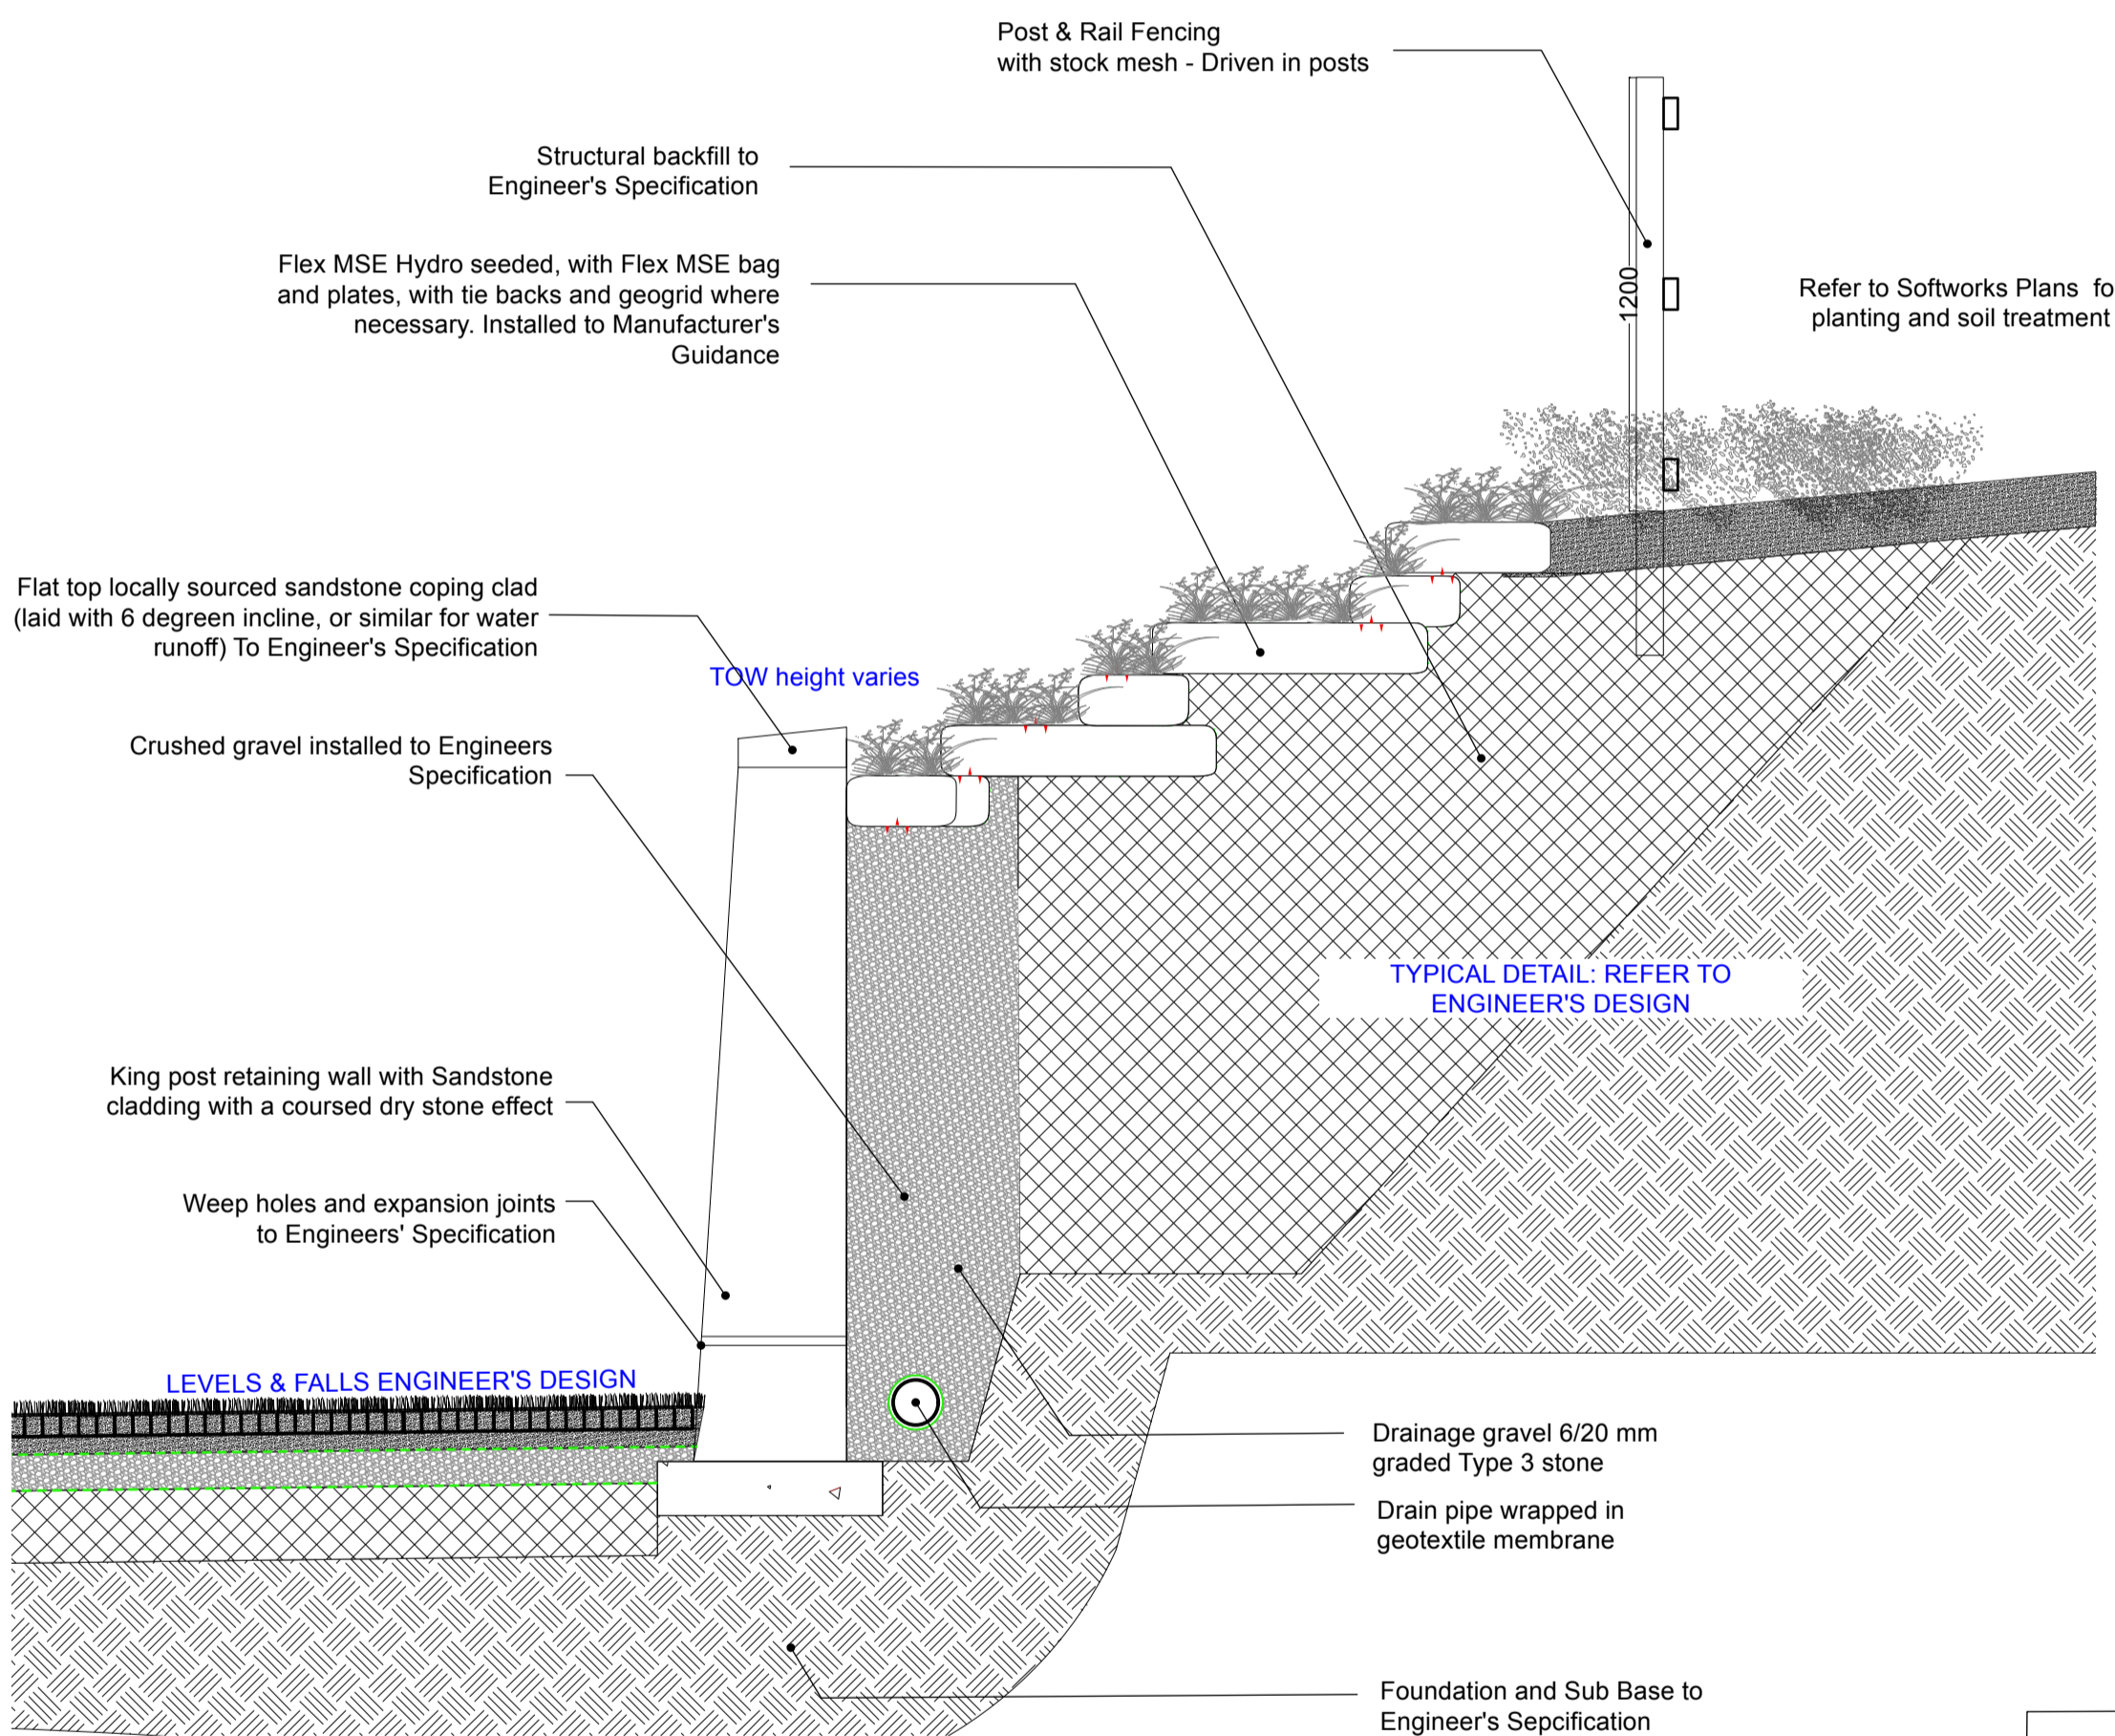 Post & Rail Fencing
with stock mesh - Driven in posts
Structural backfill to
Engineer's Specification
Flex MSE Hydro seeded, with Flex MSE bag
and plates, with tie backs and geogrid where
necessary. Installed to Manufacturer's
Guidance
1200
Refer to Softworks Plans fo
planting and soil treatment
Flat top locally sourced sandstone coping clad
(laid with 6 degreen incline, or similar for water
runoff) To Engineer's Specification
TOW height varies
Crushed gravel installed to Engineers
Specification
TYPICAL DETAIL: REFER TO
ENGINEER'S DESIGN
King post retaining wall with Sandstone
cladding with a coursed dry stone effect
Weep holes and expansion joints
to Engineers' Specification
LEVELS & FALLS ENGINEER'S DESIGN
Drainage gravel 6/20 mm
graded Type 3 stone
Drain pipe wrapped in
geotextile membrane
Foundation and Sub Base to
Engineer's Sepcification